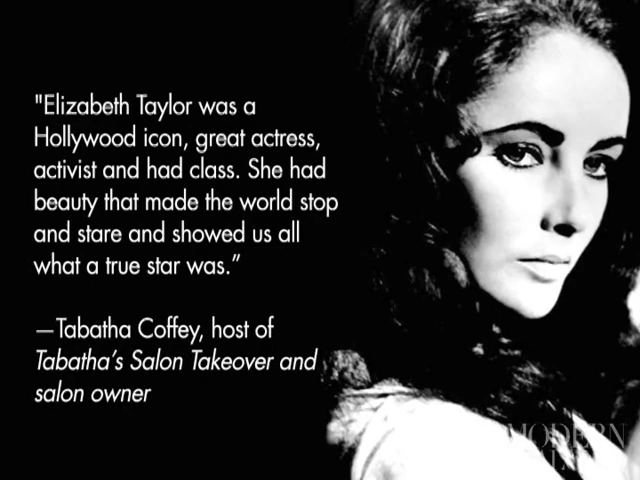 "Elizabeth Taylor was a
Hollywood icon, great actress,
activist and had class. She had
beauty that made the world stop
and stare and showed us all
what a true star was.”
—Tabatha Coffey, host of
Tabatha’s Salon Takeover and
salon owner
MODERN